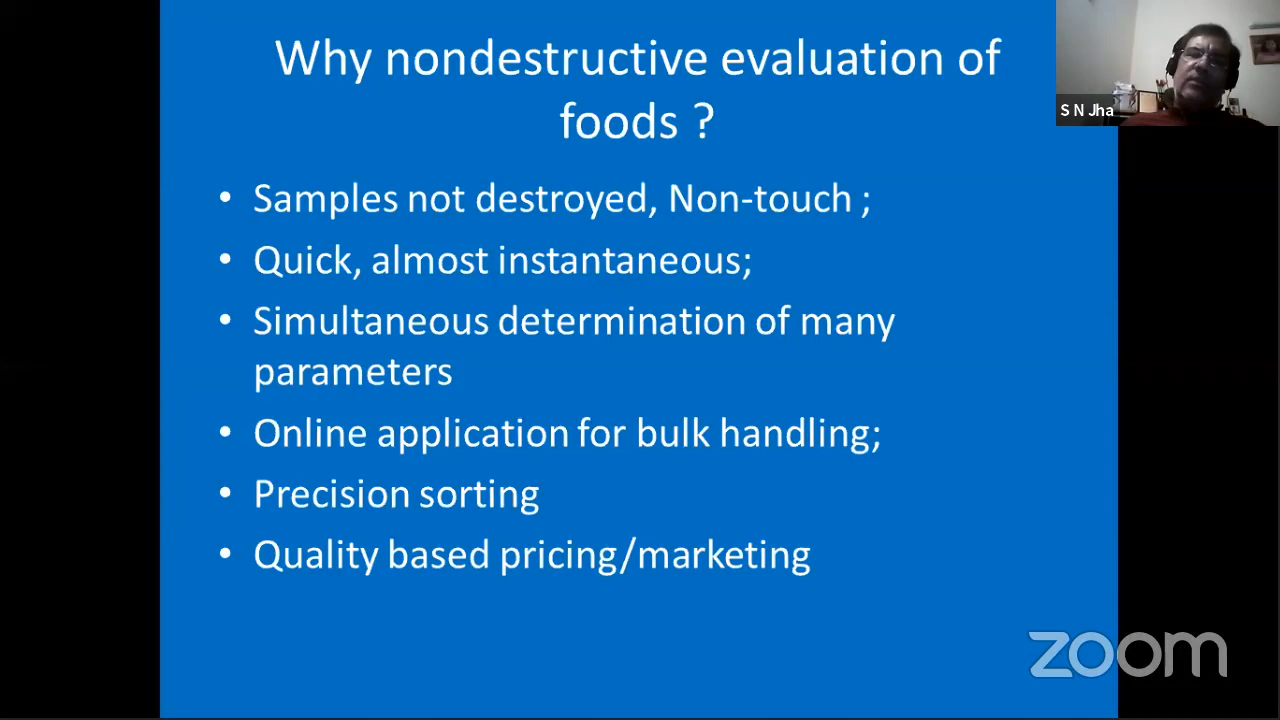 Why nondestructive evaluation of
foods ?
• Samples not destroyed, Non-touch ;
• Quick, almost instantaneous;
• Simultaneous determination of many
parameters
• Online application for bulk handling;
• Precision sorting
• Quality based pricing/marketing
S N Jha
zoom